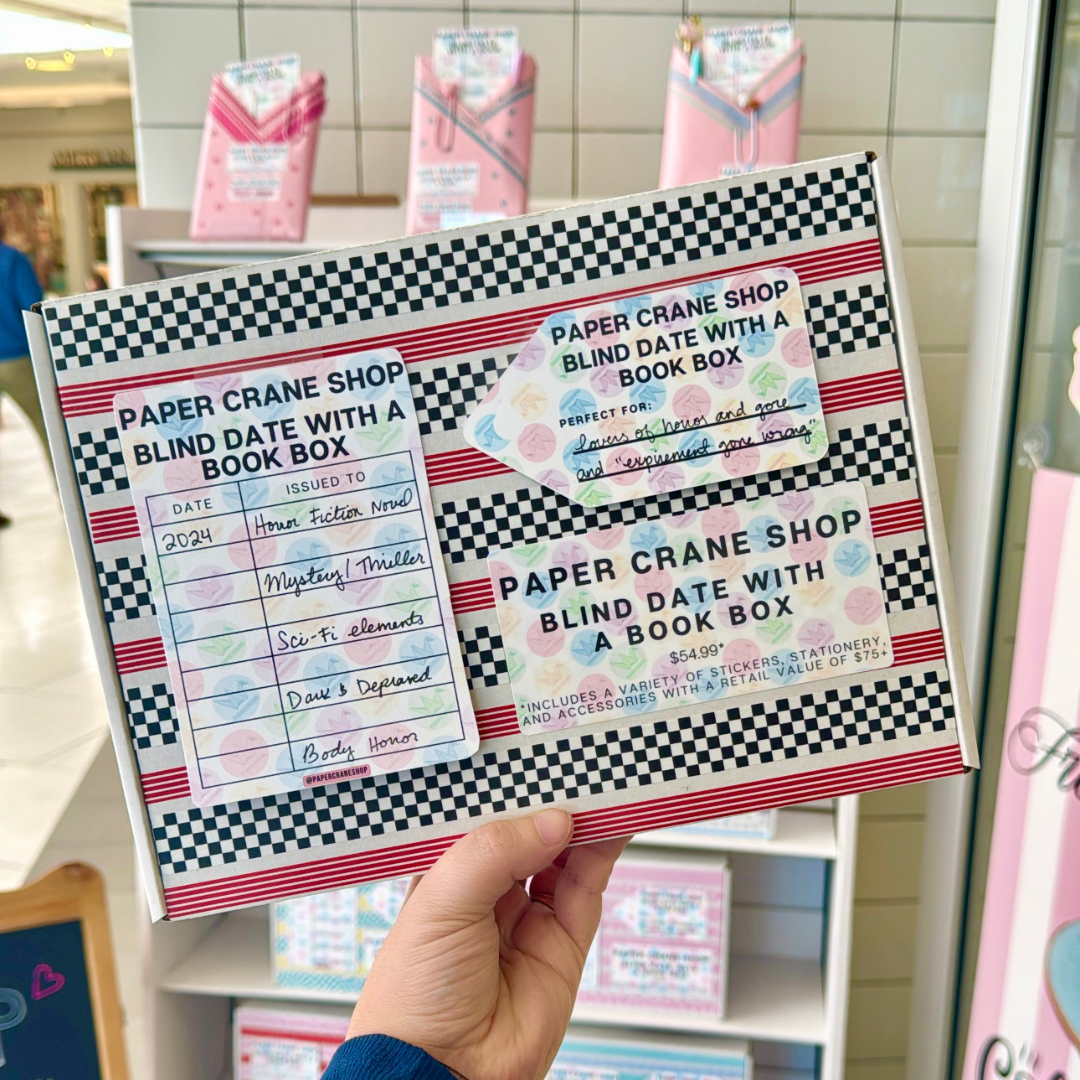 PAPER CRANE SHOP
BLIND DATE WITH A
BOOK BOX
DATE ISSUED TO
2024 Horror Fiction Novel
Mystery/Thriller
Sci-Fi elements
Dark & Depraved
Body Horror
@PAPERCRANESHOP
PAPER CRANE SHOP
BLIND DATE WITH A
BOOK BOX
PERFECT FOR:
lovers of horror and gore
and "expirement gone wrong"
PAPER CRANE SHOP
BLIND DATE WITH
A BOOK BOX
$54.99*
*INCLUDES A VARIETY OF STICKERS, STATIONERY,
AND ACCESSORIES WITH A RETAIL VALUE OF $75+